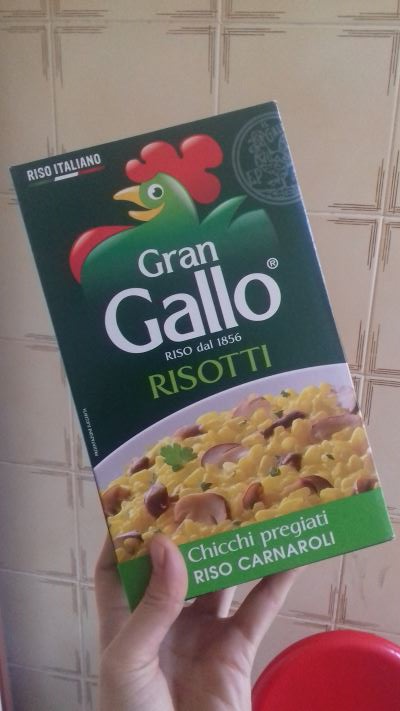 RISO ITALIANO
Gran
Gallo®
RISO dal 1856
RISOTTI
Chicchi pregiati
RISO CARNAROLI